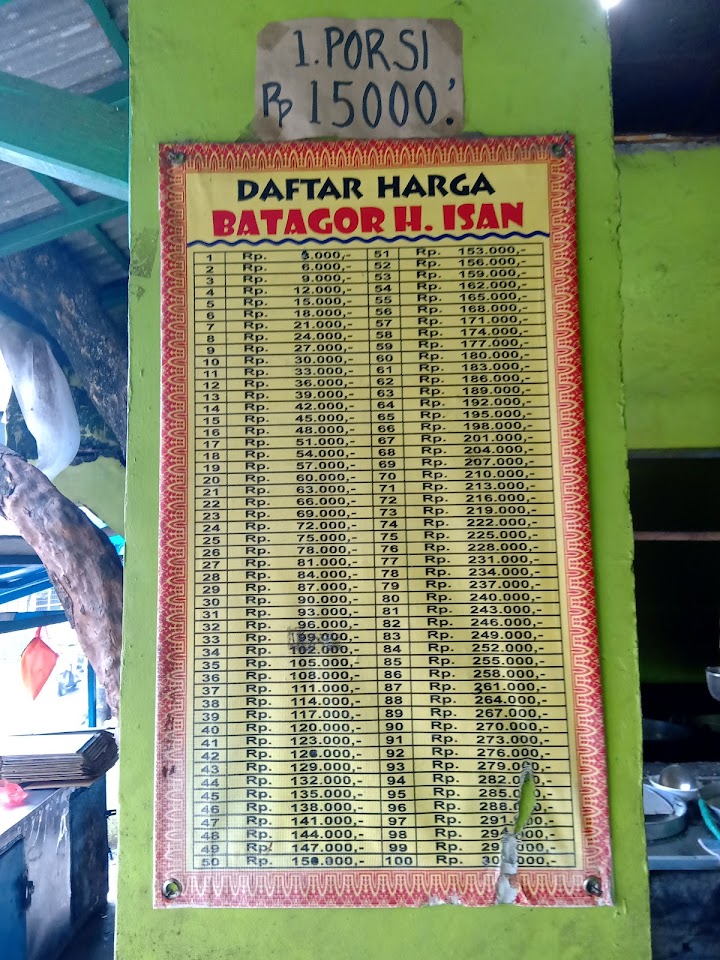 1. PORSI
Rp 15000.'
DAFTAR HARGA
BATAGOR H. ISAN
1 Rp. 3.000,- 51 Rp. 153.000,-
2 Rp. 6.000,- 52 Rp. 156.000,-
3 Rp. 9.000,- 53 Rp. 159.000,-
4 Rp. 12.000,- 54 Rp. 162.000,-
5 Rp. 15.000,- 55 Rp. 165.000,-
6 Rp. 18.000,- 56 Rp. 168.000,-
7 Rp. 21.000,- 57 Rp. 171.000,-
8 Rp. 24.000,- 58 Rp. 174.000,-
9 Rp. 27.000,- 59 Rp. 177.000,-
10 Rp. 30.000,- 60 Rp. 180.000,-
11 Rp. 33.000,- 61 Rp. 183.000,-
12 Rp. 36.000,- 62 Rp. 186.000,-
13 Rp. 39.000,- 63 Rp. 189.000,-
14 Rp. 42.000,- 64 Rp. 192.000,-
15 Rp. 45.000,- 65 Rp. 195.000,-
16 Rp. 48.000,- 66 Rp. 198.000,-
17 Rp. 51.000,- 67 Rp. 201.000,-
18 Rp. 54.000,- 68 Rp. 204.000,-
19 Rp. 57.000,- 69 Rp. 207.000,-
20 Rp. 60.000,- 70 Rp. 210.000,-
21 Rp. 63.000,- 71 Rp. 213.000,-
22 Rp. 66.000,- 72 Rp. 216.000,-
23 Rp. 69.000,- 73 Rp. 219.000,-
24 Rp. 72.000,- 74 Rp. 222.000,-
25 Rp. 75.000,- 75 Rp. 225.000,-
26 Rp. 78.000,- 76 Rp. 228.000,-
27 Rp. 81.000,- 77 Rp. 231.000,-
28 Rp. 84.000,- 78 Rp. 234.000,-
29 Rp. 87.000,- 79 Rp. 237.000,-
30 Rp. 90.000,- 80 Rp. 240.000,-
31 Rp. 93.000,- 81 Rp. 243.000,-
32 Rp. 96.000,- 82 Rp. 246.000,-
33 Rp. 99.000,- 83 Rp. 249.000,-
34 Rp. 102.000,- 84 Rp. 252.000,-
35 Rp. 105.000,- 85 Rp. 255.000,-
36 Rp. 108.000,- 86 Rp. 258.000,-
37 Rp. 111.000,- 87 Rp. 261.000,-
38 Rp. 114.000,- 88 Rp. 264.000,-
39 Rp. 117.000,- 89 Rp. 267.000,-
40 Rp. 120.000,- 90 Rp. 270.000,-
41 Rp. 123.000,- 91 Rp. 273.000,-
42 Rp. 126.000,- 92 Rp. 276.000,-
43 Rp. 129.000,- 93 Rp. 279.000,-
44 Rp. 132.000,- 94 Rp.
45 Rp. 135.000,- 95 Rp.
46 Rp. 138.000,- 96 Rp.
47 Rp. 141.000,- 97 Rp.
48 Rp. 144.000,- 98 Rp.
49 Rp. 147.000,- 99 Rp.
50 Rp. 150.000,- 100 Rp.